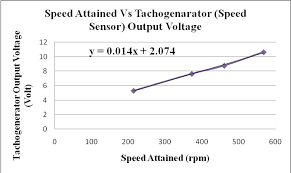 Speed Attained Vs Tachogenarator (Speed
Sensor) Output Voltage
y = 0.014x + 2.074
Tachogenerator Output Voltage
(Volt)
12
10
8
6
4
2
0
0 100 200 300 400 500 600
Speed Attained (rpm)